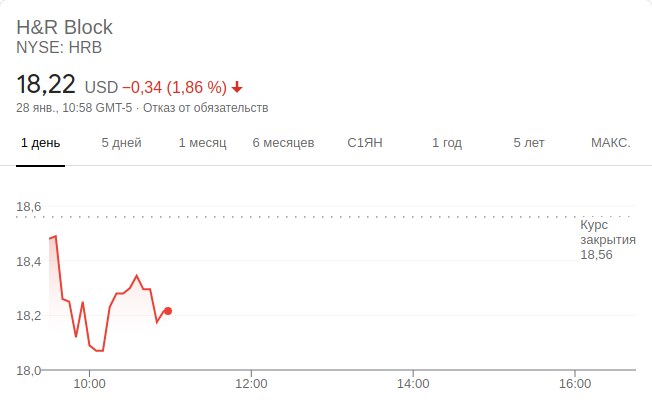 H&R Block
NYSE: HRB
18,22 USD −0,34 (1,86 %)
28 янв., 10:58 GMT-5 · Отказ от обязательств
1 день 5 дней 1 месяц 6 месяцев С1ЯН 1 год 5 лет МАКС.
18,6
Курс
закрытия
18,56
18,4
18,2
18,0
10:00 12:00 14:00 16:00